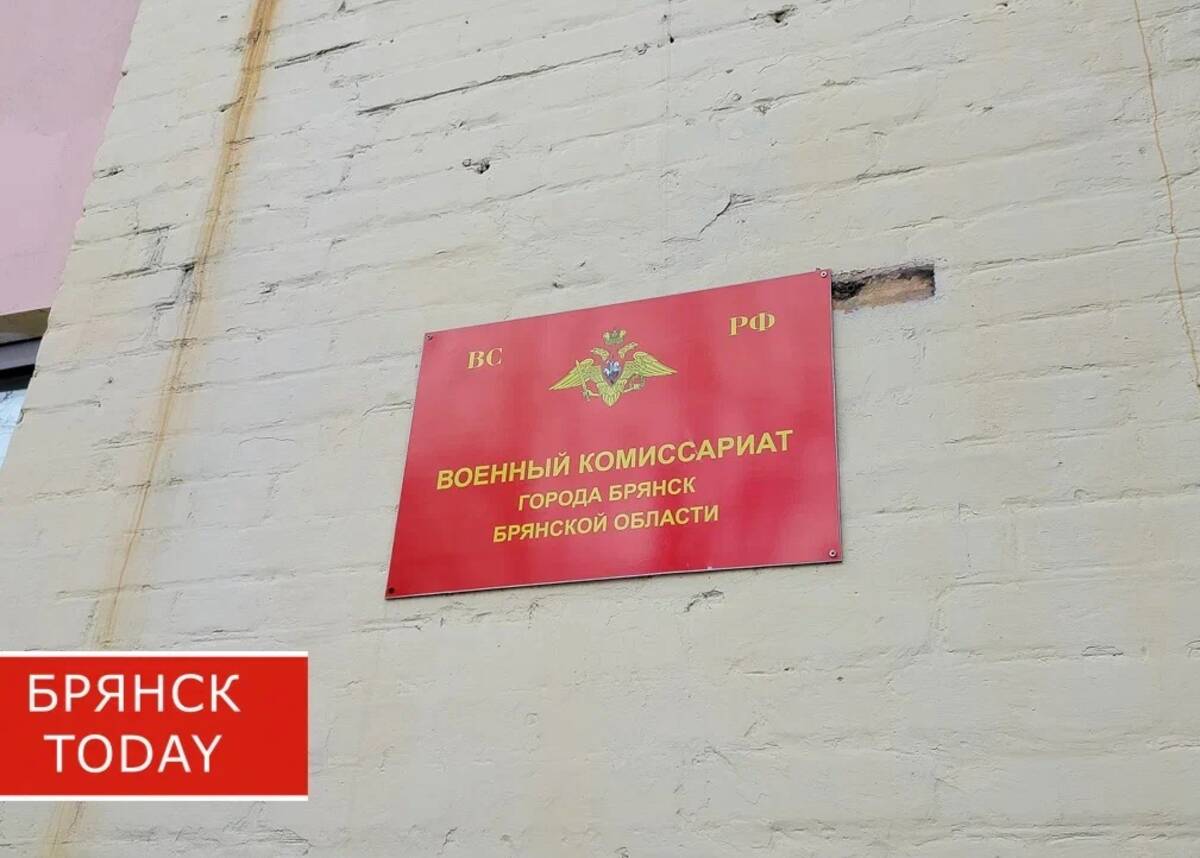 ВС РФ
ВОЕННЫЙ КОМИССАРИАТ
ГОРОДА БРЯНСК
БРЯНСКОЙ ОБЛАСТИ
БРЯНСК
TODAY